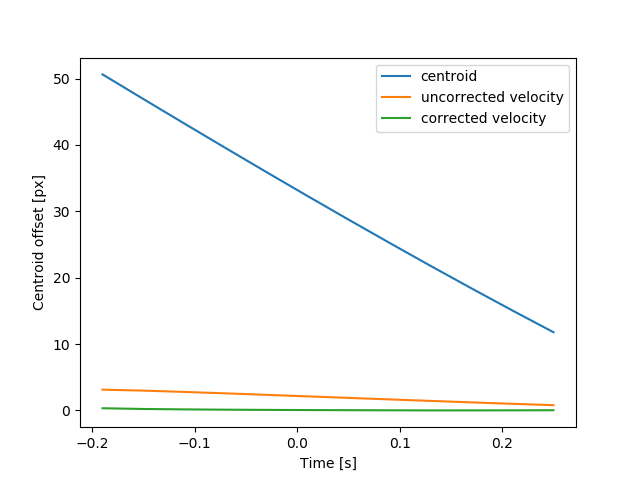 centroid
uncorrected velocity
corrected velocity
Centroid offset [px]
50
40
30
20
10
0
−0.2 −0.1 0.0 0.1 0.2
Time [s]